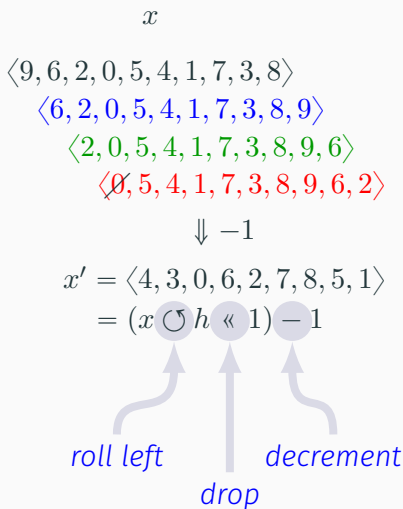 x
⟨9, 6, 2, 0, 5, 4, 1, 7, 3, 8⟩
⟨6, 2, 0, 5, 4, 1, 7, 3, 8, 9⟩
⟨2, 0, 5, 4, 1, 7, 3, 8, 9, 6⟩
⟨0, 5, 4, 1, 7, 3, 8, 9, 6, 2⟩
⇓ −1
x′ = ⟨4, 3, 0, 6, 2, 7, 8, 5, 1⟩
= (x ↺ h « 1) − 1
roll left decrement
drop